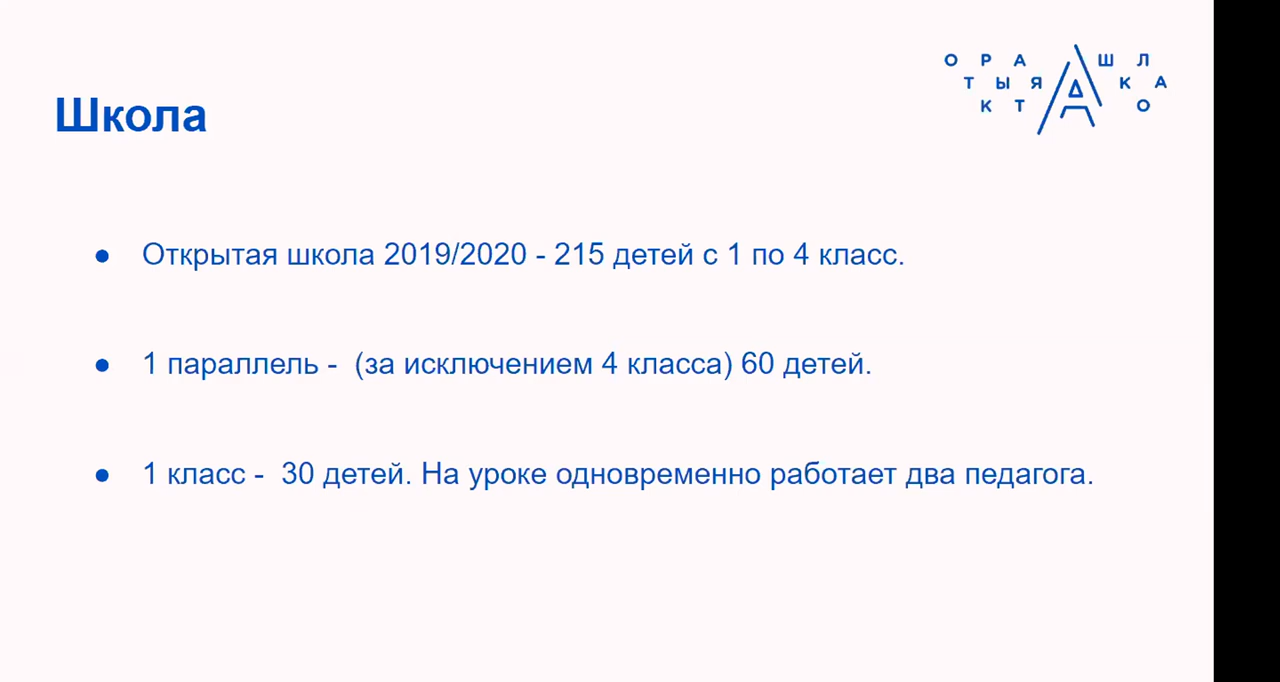 Школа
О Р А Ш Л
Т Ы Я К А
К Т О
● Открытая школа 2019/2020 - 215 детей с 1 по 4 класс.
● 1 параллель - (за исключением 4 класса) 60 детей.
● 1 класс - 30 детей. На уроке одновременно работает два педагога.